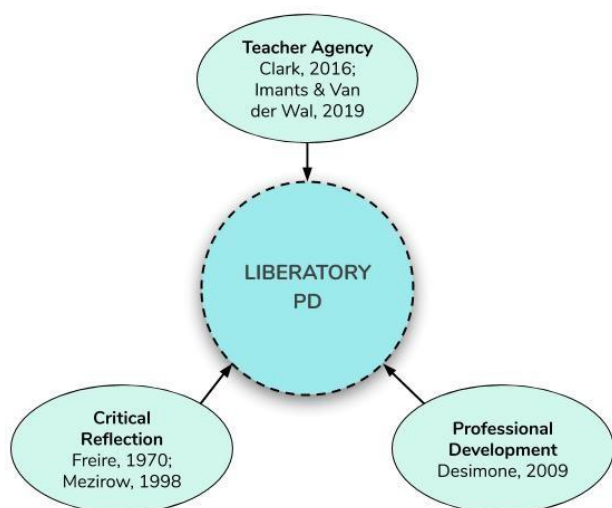 Teacher Agency
Clark, 2016;
Imants & Van
der Wal, 2019
LIBERATORY
PD
Critical
Reflection
Freire, 1970;
Mezirow, 1998
Professional
Development
Desimone, 2009